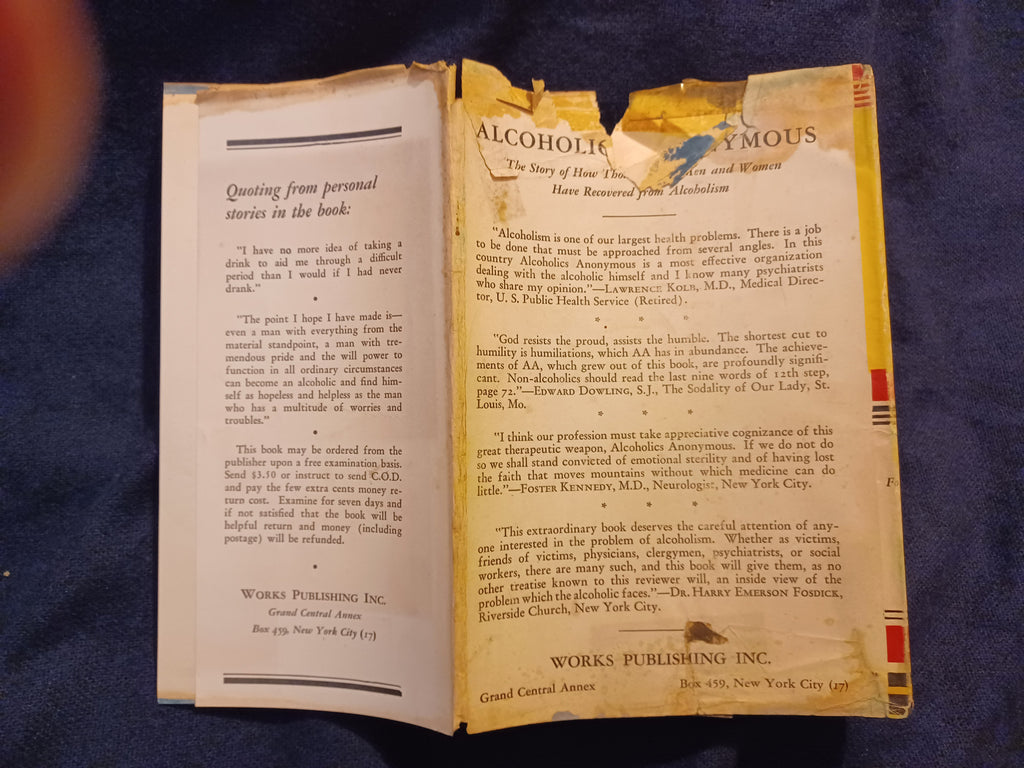 Quoting from personal
stories in the book:
"I have no more idea of taking a
drink to aid me through a difficult
period than I would if I had never
drank."
"The point I hope I have made is—
even a man with everything from the
material standpoint, a man with tre-
mendous pride and the will power to
function in all ordinary circumstances
can become an alcoholic and find him-
self as hopeless and helpless as the man
who has a multitude of worries and
troubles."
This book may be ordered from the
publisher upon a free examination basis.
Send $3.50 or instruct to send C.O.D.
and pay the few extra cents money re-
turn cost. Examine for seven days and
if not satisfied that the book will be
helpful return and money (including
postage) will be refunded.
WORKS PUBLISHING INC.
Grand Central Annex
Box 459, New York City (17)
ALCOHOLIC YMOUS
The Story of How Tho en and Women
Have Recovered from Alcoholism
"Alcoholism is one of our largest health problems. There is a job
to be done that must be approached from several angles. In this
country Alcoholics Anonymous is a most effective organization
dealing with the alcoholic himself and I know many psychiatrists
who share my opinion."—LAWRENCE KOLB, M.D., Medical Direc-
tor, U. S. Public Health Service (Retired).
* * *
"God resists the proud, assists the humble. The shortest cut to
humility is humiliations, which AA has in abundance. The achieve-
ments of AA, which grew out of this book, are profoundly signifi-
cant. Non-alcoholics should read the last nine words of 12th step,
page 72."—EDWARD DOWLING, S.J., The Sodality of Our Lady, St.
Louis, Mo.
* * *
"I think our profession must take appreciative cognizance of this
great therapeutic weapon, Alcoholics Anonymous. If we do not do
so we shall stand convicted of emotional sterility and of having lost
the faith that moves mountains without which medicine can do
little."—FOSTER KENNEDY, M.D., Neurologist, New York City.
* * *
"This extraordinary book deserves the careful attention of any-
one interested in the problem of alcoholism. Whether as victims,
friends of victims, physicians, clergymen, psychiatrists, or social
workers, there are many such, and this book will give them, as no
other treatise known to this reviewer will, an inside view of the
problem which the alcoholic faces."—DR. HARRY EMERSON FOSDICK,
Riverside Church, New York City.
WORKS PUBLISHING INC.
Grand Central Annex Box 459, New York City (17)